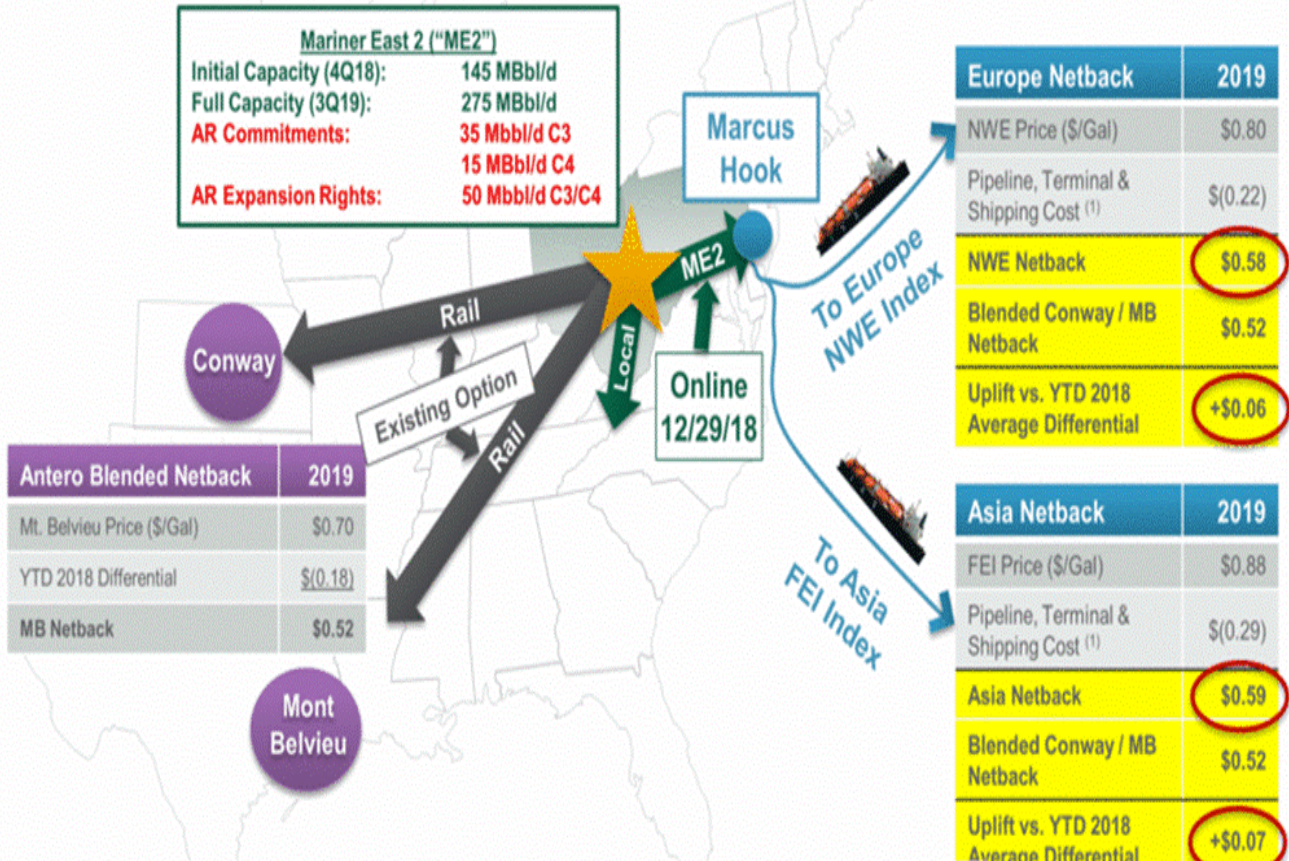 Mariner East 2 ("ME2")
Initial Capacity (4Q18): 145 MBbl/d
Full Capacity (3Q19): 275 MBbl/d
AR Commitments: 35 Mbbl/d C3
15 MBbl/d C4
AR Expansion Rights: 50 Mbbl/d C3/C4
Marcus
Hook
ME2
Rail
Local
Conway
Existing Option
Rail
Online
12/29/18
To Europe
NWE Index
To Asia
FEI Index
Antero Blended Netback 2019
Mt. Belvieu Price ($/Gal) $0.70
YTD 2018 Differential $(0.18)
MB Netback $0.52
Mont
Belvieu
Europe Netback 2019
NWE Price ($/Gal) $0.80
Pipeline, Terminal &
Shipping Cost (1) $(0.22)
NWE Netback $0.58
Blended Conway / MB
Netback $0.52
Uplift vs. YTD 2018
Average Differential +$0.06
Asia Netback 2019
FEI Price ($/Gal) $0.88
Pipeline, Terminal &
Shipping Cost (1) $(0.29)
Asia Netback $0.59
Blended Conway / MB
Netback $0.52
Uplift vs. YTD 2018
Average Differential +$0.07